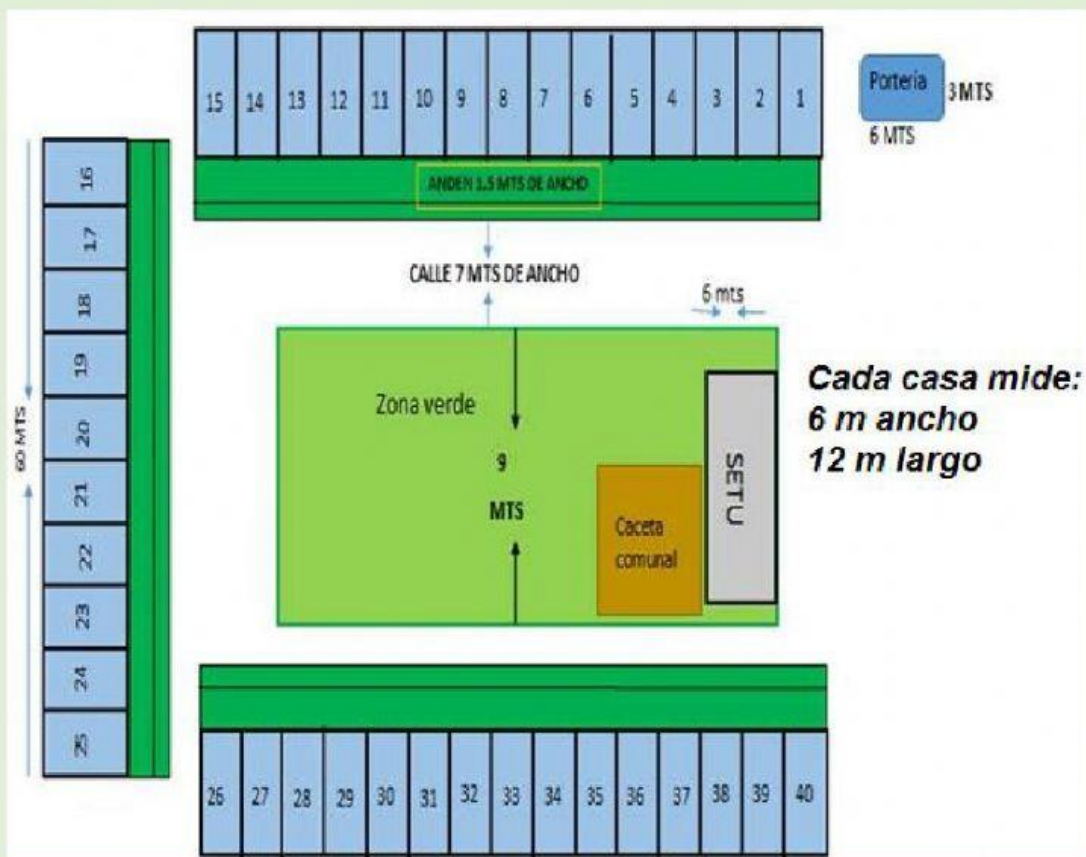 15 14 13 12 11 10 9 8 7 6 5 4 3 2 1
Portería
3 MTS
6 MTS
ANDEN 1.5 MTS DE ANCHO
CALLE 7 MTS DE ANCHO
6 mts
16
17
18
19
20
21
22
23
24
25
60 MTS
Zona verde
9
MTS
Caceta
comunal
SETU
Cada casa mide:
6 m ancho
12 m largo
26 27 28 29 30 31 32 33 34 35 36 37 38 39 40